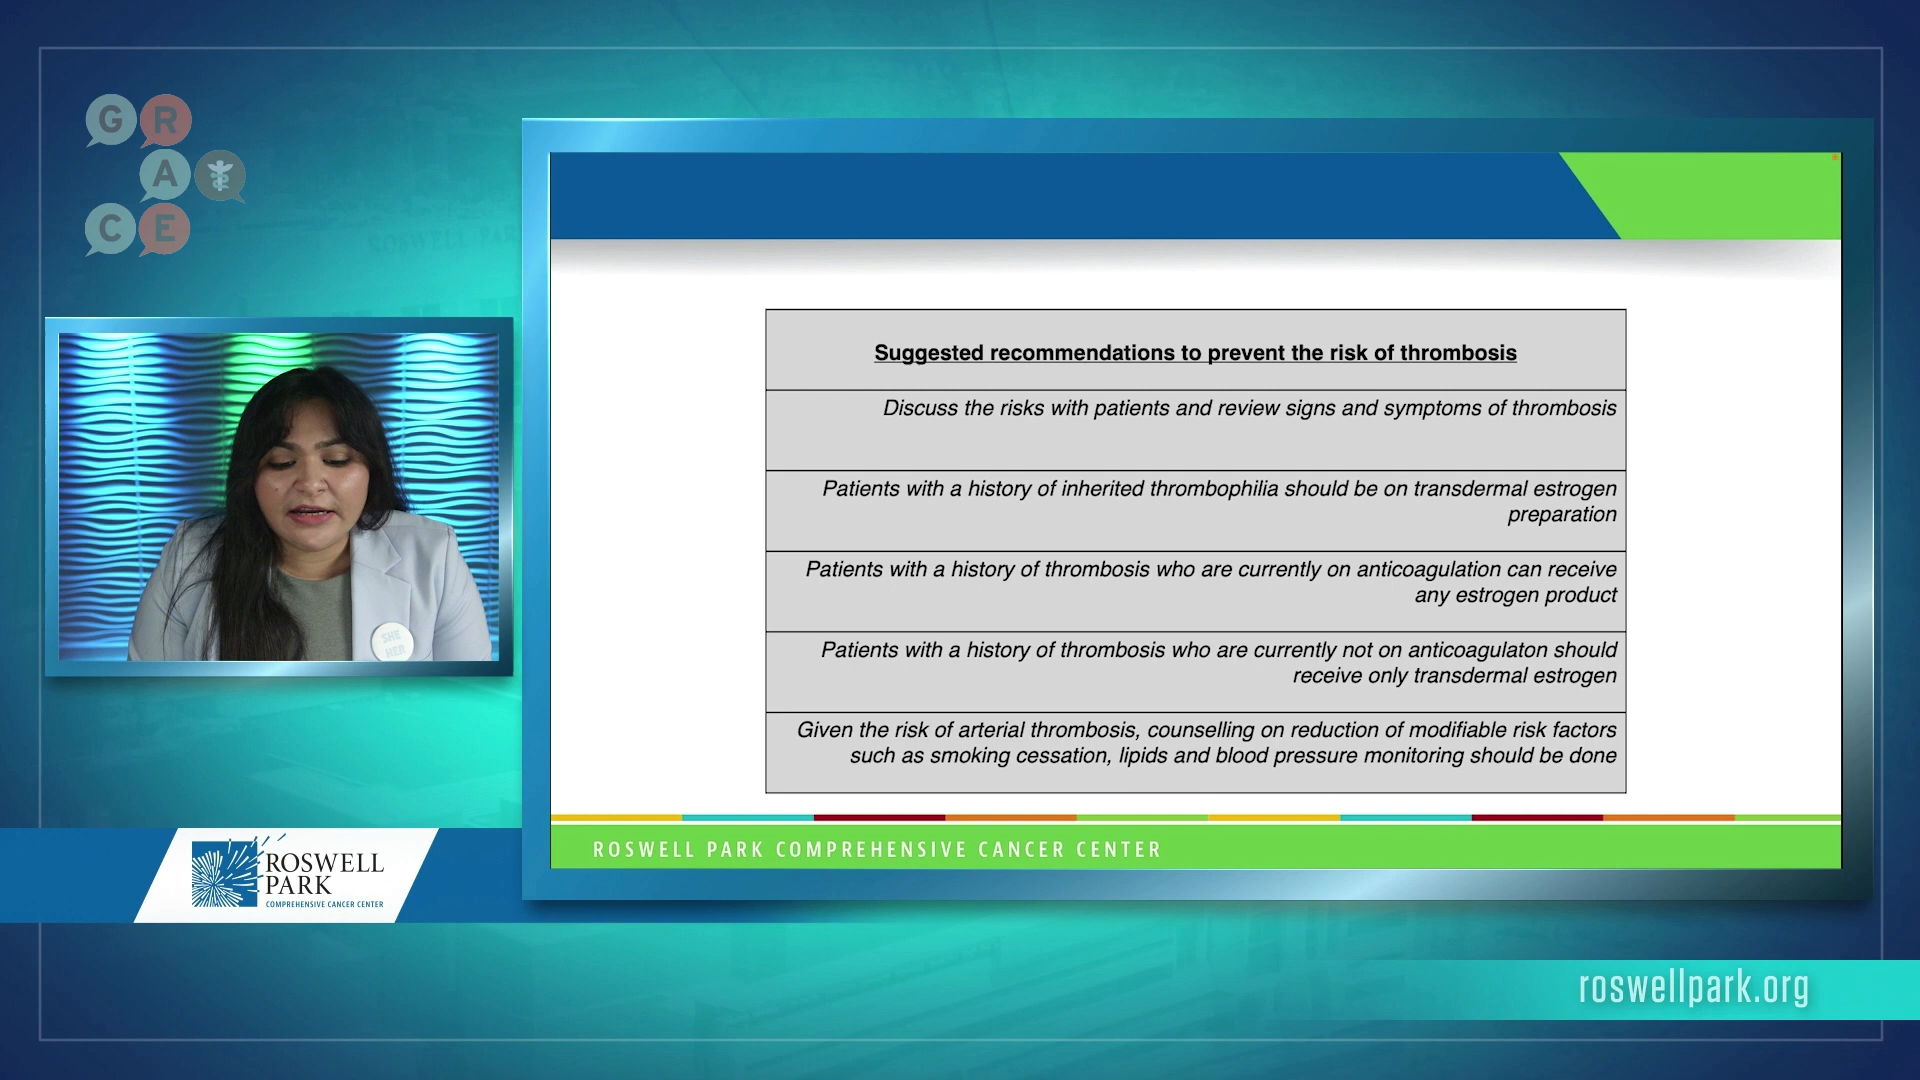 G R
A
C E
SHE
HER
ROSWELL
PARK
COMPREHENSIVE CANCER CENTER
Suggested recommendations to prevent the risk of thrombosis
Discuss the risks with patients and review signs and symptoms of thrombosis
Patients with a history of inherited thrombophilia should be on transdermal estrogen
preparation
Patients with a history of thrombosis who are currently on anticoagulation can receive
any estrogen product
Patients with a history of thrombosis who are currently not on anticoagulaton should
receive only transdermal estrogen
Given the risk of arterial thrombosis, counselling on reduction of modifiable risk factors
such as smoking cessation, lipids and blood pressure monitoring should be done
ROSWELL PARK COMPREHENSIVE CANCER CENTER
roswellpark.org